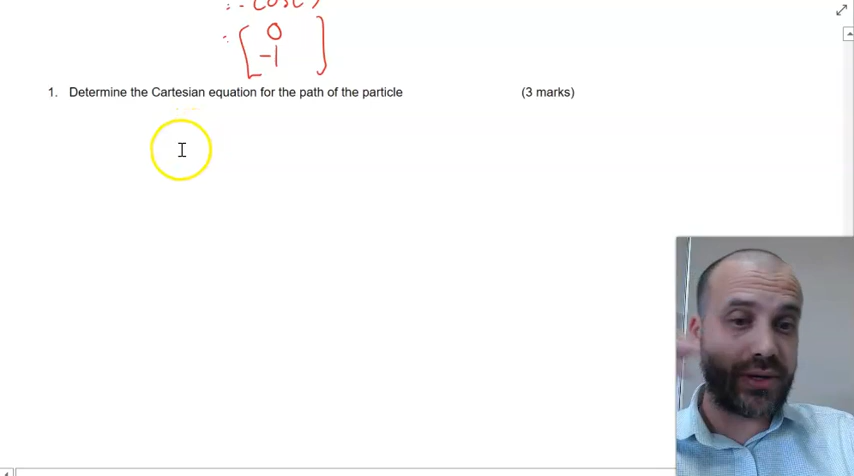 0
-1
1. Determine the Cartesian equation for the path of the particle (3 marks)